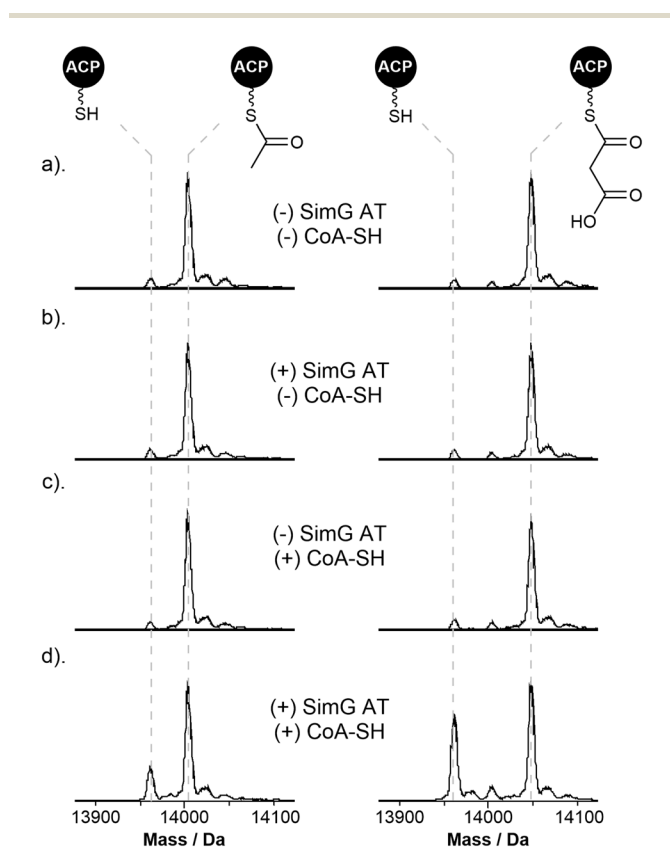 ACP ACP ACP ACP
SH S O SH S O
O
HO
a).
(-) SimG AT
(-) CoA-SH
b).
(+) SimG AT
(-) CoA-SH
c).
(-) SimG AT
(+) CoA-SH
d).
(+) SimG AT
(+) CoA-SH
13900 14000 14100 13900 14000 14100
Mass / Da Mass / Da